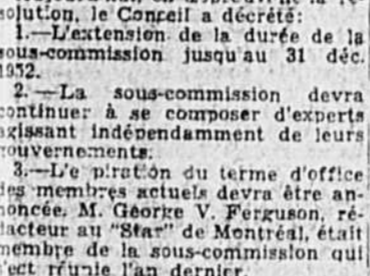 solution, le Conseil a décrété:
1.—L'extension de la durée de la
sous-commission jusqu'au 31 déc.
1952.
2.—La sous-commission devra
continuer à se composer d'experts
agissant indépendamment de leurs
gouvernements.
3.—L'e piration du terme d'office
des membres actuels devra être an-
noncée. M. George V. Ferguson, ré-
dacteur au "Star" de Montréal, était
membre de la sous-commission qui
s'est réunie l'an dernier.